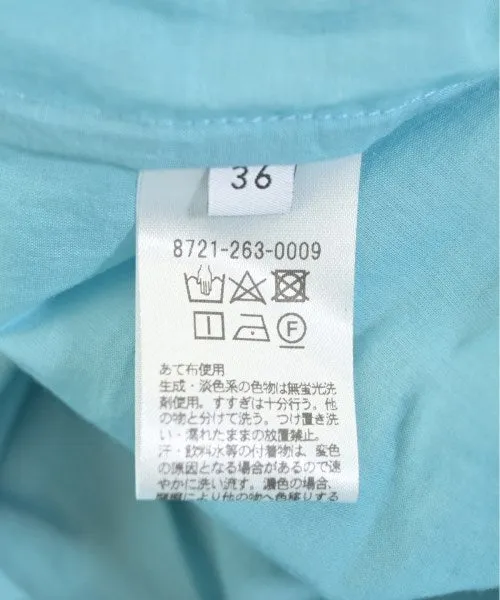 36
8721-263-0009
あて布使用
生成・淡色系の色物は無蛍光洗
剤使用。すすぎは十分行う。他
の物と分けて洗う。つけ置き洗
い・濡れたままの放置禁止。
汗・飲料水等の付着物は、変色
の原因となる場合があるので速
やかに洗い流す。濃色の場合、
摩擦により他の物へ色移りする